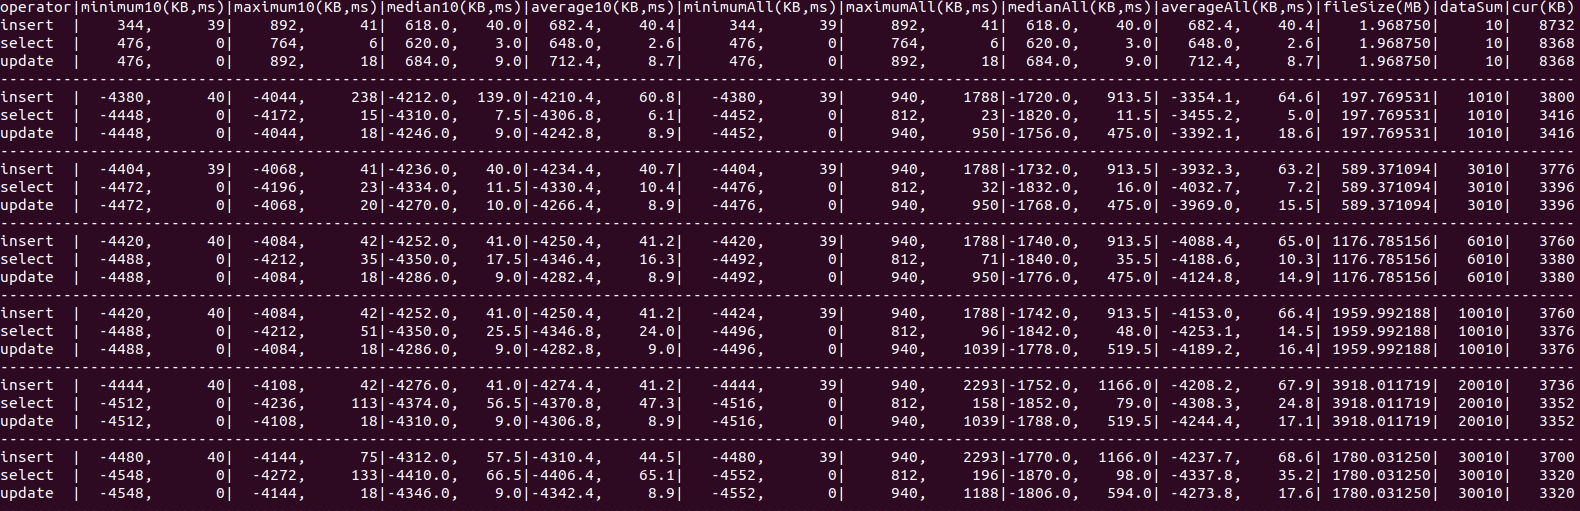 operator|minimum10(KB,ms)|maximum10(KB,ms)|median10(KB,ms)|average10(KB,ms)|minimumAll(KB,ms)|maximumAll(KB,ms)|medianAll(KB,ms)|averageAll(KB,ms)|fileSize(MB)|dataSum|cur(KB)
insert | 344, 39| 892, 41| 618.0, 40.0| 682.4, 40.4| 344, 39| 892, 41| 618.0, 40.0| 682.4, 40.4| 1.968750| 10| 8732
select | 476, 0| 764, 6| 620.0, 3.0| 648.0, 2.6| 476, 0| 764, 6| 620.0, 3.0| 648.0, 2.6| 1.968750| 10| 8368
update | 476, 0| 892, 18| 684.0, 9.0| 712.4, 8.7| 476, 0| 892, 18| 684.0, 9.0| 712.4, 8.7| 1.968750| 10| 8368
--------------------------------------------------------------------------------
insert | -4380, 40| -4044, 238|-4212.0, 139.0|-4210.4, 60.8| -4380, 39| 940, 1788|-1720.0, 913.5| -3354.1, 64.6| 197.769531| 1010| 3800
select | -4448, 0| -4172, 15|-4310.0, 7.5|-4306.8, 6.1| -4452, 0| 812, 23|-1820.0, 11.5| -3455.2, 5.0| 197.769531| 1010| 3416
update | -4448, 0| -4044, 18|-4246.0, 9.0|-4242.8, 8.9| -4452, 0| 940, 950|-1756.0, 475.0| -3392.1, 18.6| 197.769531| 1010| 3416
--------------------------------------------------------------------------------
insert | -4404, 39| -4068, 41|-4236.0, 40.0|-4234.4, 40.7| -4404, 39| 940, 1788|-1732.0, 913.5| -3932.3, 63.2| 589.371094| 3010| 3776
select | -4472, 0| -4196, 23|-4334.0, 11.5|-4330.4, 10.4| -4476, 0| 812, 32|-1832.0, 16.0| -4032.7, 7.2| 589.371094| 3010| 3396
update | -4472, 0| -4068, 20|-4270.0, 10.0|-4266.4, 8.9| -4476, 0| 940, 950|-1768.0, 475.0| -3969.0, 15.5| 589.371094| 3010| 3396
--------------------------------------------------------------------------------
insert | -4420, 40| -4084, 42|-4252.0, 41.0|-4250.4, 41.2| -4420, 39| 940, 1788|-1740.0, 913.5| -4088.4, 65.0| 1176.785156| 6010| 3760
select | -4488, 0| -4212, 35|-4350.0, 17.5|-4346.4, 16.3| -4492, 0| 812, 71|-1840.0, 35.5| -4188.6, 10.3| 1176.785156| 6010| 3380
update | -4488, 0| -4084, 18|-4286.0, 9.0|-4282.4, 8.9| -4492, 0| 940, 950|-1776.0, 475.0| -4124.8, 14.9| 1176.785156| 6010| 3380
--------------------------------------------------------------------------------
insert | -4420, 40| -4084, 42|-4252.0, 41.0|-4250.4, 41.2| -4424, 39| 940, 1788|-1742.0, 913.5| -4153.0, 66.4| 1959.992188| 10010| 3760
select | -4488, 0| -4212, 51|-4350.0, 25.5|-4346.8, 24.0| -4496, 0| 812, 96|-1842.0, 48.0| -4253.1, 14.5| 1959.992188| 10010| 3376
update | -4488, 0| -4084, 18|-4286.0, 9.0|-4282.8, 9.0| -4496, 0| 940, 1039|-1778.0, 519.5| -4189.2, 16.4| 1959.992188| 10010| 3376
--------------------------------------------------------------------------------
insert | -4444, 40| -4108, 42|-4276.0, 41.0|-4274.4, 41.2| -4444, 39| 940, 2293|-1752.0, 1166.0| -4208.2, 67.9| 3918.011719| 20010| 3736
select | -4512, 0| -4236, 113|-4374.0, 56.5|-4370.8, 47.3| -4516, 0| 812, 158|-1852.0, 79.0| -4308.3, 24.8| 3918.011719| 20010| 3352
update | -4512, 0| -4108, 18|-4310.0, 9.0|-4306.8, 8.9| -4516, 0| 940, 1039|-1788.0, 519.5| -4244.4, 17.1| 3918.011719| 20010| 3352
--------------------------------------------------------------------------------
insert | -4480, 40| -4144, 75|-4312.0, 57.5|-4310.4, 44.5| -4480, 39| 940, 2293|-1770.0, 1166.0| -4237.7, 68.6| 1780.031250| 30010| 3700
select | -4548, 0| -4272, 133|-4410.0, 66.5|-4406.4, 65.1| -4552, 0| 812, 196|-1870.0, 98.0| -4337.8, 35.2| 1780.031250| 30010| 3320
update | -4548, 0| -4144, 18|-4346.0, 9.0|-4342.4, 8.9| -4552, 0| 940, 1188|-1806.0, 594.0| -4273.8, 17.6| 1780.031250| 30010| 3320